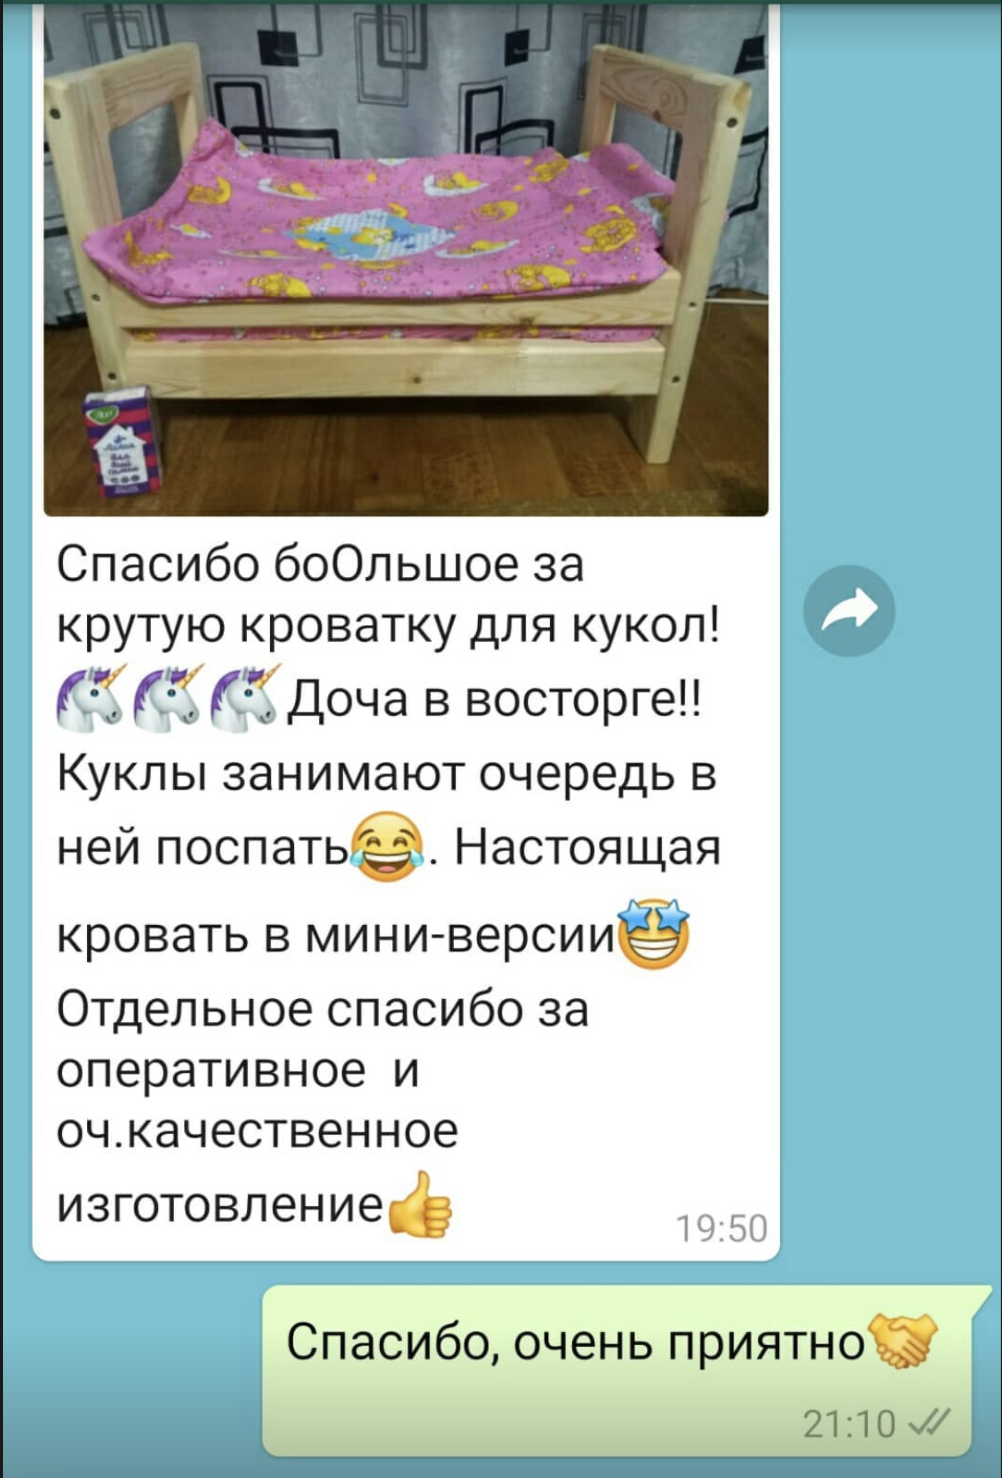 Спасибо боОльшое за
крутую кроватку для кукол!
🦄🦄🦄Доча в восторге!!
Куклы занимают очередь в
ней поспать😂. Настоящая
кровать в мини-версии🤩
Отдельное спасибо за
оперативное  и
оч.качественное
изготовление👍
19:50
Спасибо, очень приятно🤝
21:10